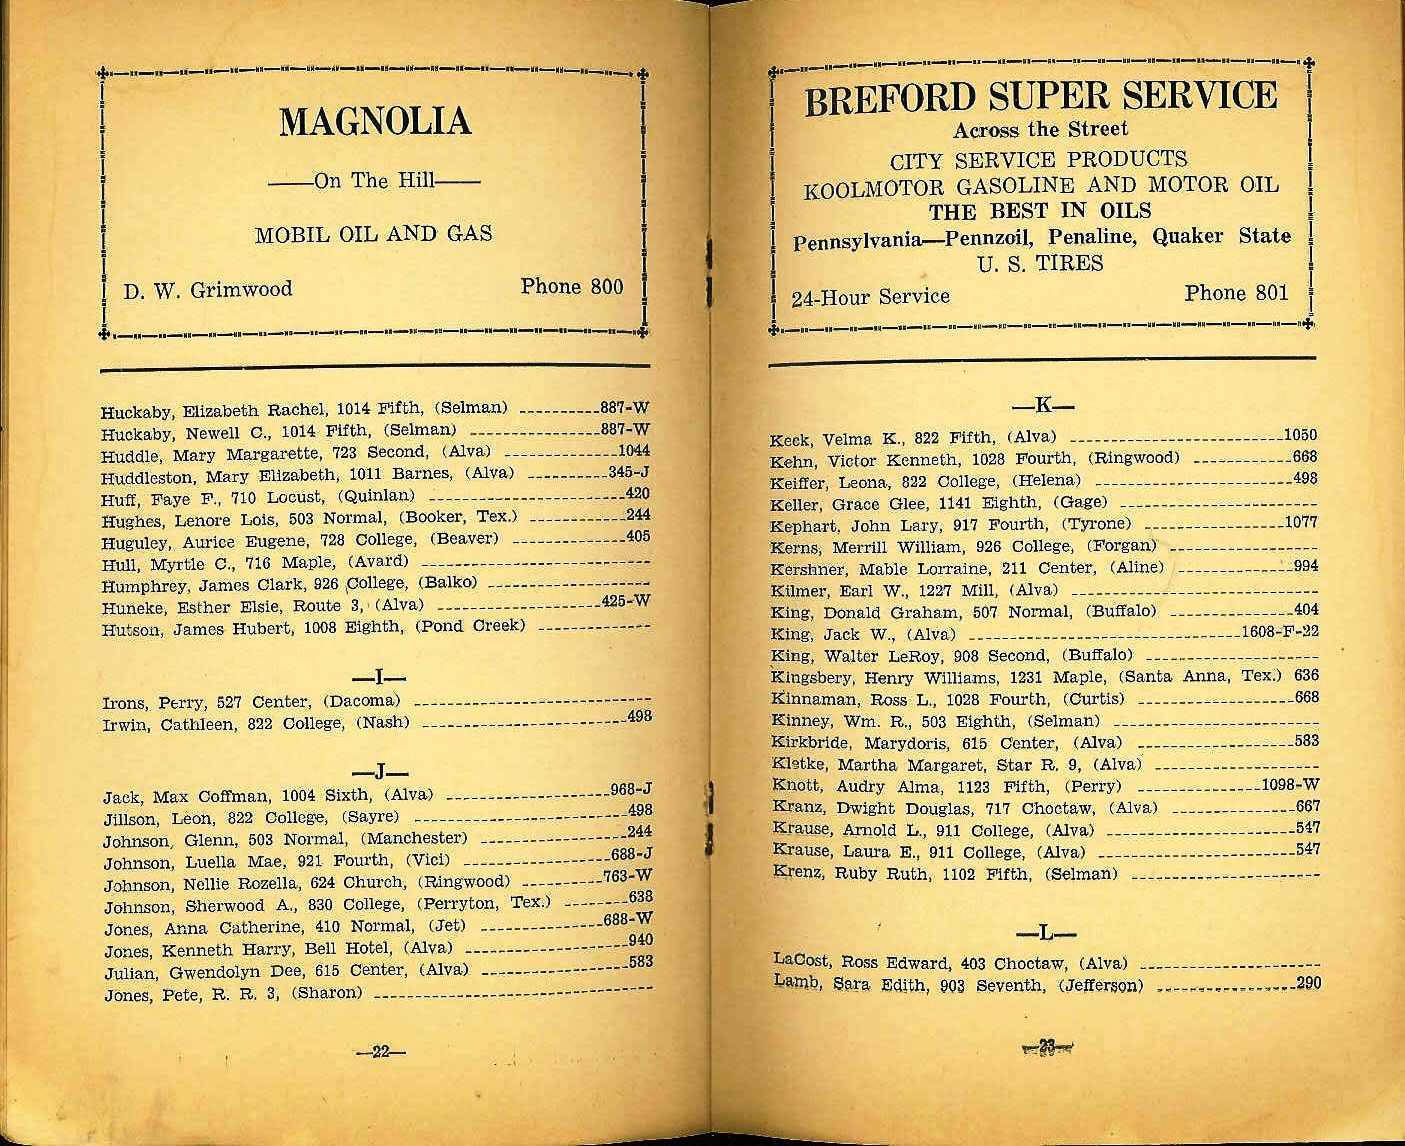 MAGNOLIA
—On The Hill—
MOBIL OIL AND GAS
D. W. Grimwood Phone 800
Huckaby, Elizabeth Rachel, 1014 Fifth, (Selman) ----------887-W
Huckaby, Newell C., 1014 Fifth, (Selman) ----------------887-W
Huddle, Mary Margarette, 723 Second, (Alva) --------------1044
Huddleston, Mary Elizabeth, 1011 Barnes, (Alva) ----------345-J
Huff, Faye F., 710 Locust, (Quinlan) ------------------------420
Hughes, Lenore Lois, 503 Normal, (Booker, Tex.) ------------244
Huguley, Aurice Eugene, 728 College, (Beaver) --------------405
Hull, Myrtle C., 716 Maple, (Avard) ----------------------------
Humphrey, James Clark, 926 College, (Balko) --------------------
Huneke, Esther Elsie, Route 3, (Alva) --------------------425-W
Hutson, James Hubert, 1008 Eighth, (Pond Creek) --------------
—I—
Irons, Perry, 527 Center, (Dacoma) -----------------------------
Irwin, Cathleen, 822 College, (Nash) -------------------------498
—J—
Jack, Max Coffman, 1004 Sixth, (Alva) --------------------968-J
Jillson, Leon, 822 College, (Sayre) --------------------------498
Johnson, Glenn, 503 Normal, (Manchester) ------------------244
Johnson, Luella Mae, 921 Fourth, (Vici) ------------------688-J
Johnson, Nellie Rozella, 624 Church, (Ringwood) ----------763-W
Johnson, Sherwood A., 830 College, (Perryton, Tex.) --------638
Jones, Anna Catherine, 410 Normal, (Jet) ---------------688-W
Jones, Kenneth Harry, Bell Hotel, (Alva) --------------------940
Julian, Gwendolyn Dee, 615 Center, (Alva) ------------------583
Jones, Pete, R. R. 3, (Sharon) ----------------------------------
—22—
BREFORD SUPER SERVICE
Across the Street
CITY SERVICE PRODUCTS
KOOLMOTOR GASOLINE AND MOTOR OIL
THE BEST IN OILS
Pennsylvania—Pennzoil, Penaline, Quaker State
U. S. TIRES
24-Hour Service Phone 801
—K—
Keck, Velma K., 822 Fifth, (Alva) --------------------------1050
Kehn, Victor Kenneth, 1028 Fourth, (Ringwood) ------------668
Keiffer, Leona, 822 College, (Helena) ------------------------498
Keller, Grace Glee, 1141 Eighth, (Gage) ------------------------
Kephart, John Lary, 917 Fourth, (Tyrone) -----------------1077
Kerns, Merrill William, 926 College, (Forgan) ------------------
Kershner, Mable Lorraine, 211 Center, (Aline) --------------994
Kilmer, Earl W., 1227 Mill, (Alva) ------------------------------
King, Donald Graham, 507 Normal, (Buffalo) ---------------404
King, Jack W., (Alva) ---------------------------------1608-F-22
King, Walter LeRoy, 908 Second, (Buffalo) ---------------------
Kingsbery, Henry Williams, 1231 Maple, (Santa Anna, Tex.) 636
Kinnaman, Ross L., 1028 Fourth, (Curtis) -------------------668
Kinney, Wm. R., 503 Eighth, (Selman) -------------------------
Kirkbride, Marydoris, 615 Center, (Alva) -------------------583
Kletke, Martha Margaret, Star R. 9, (Alva) --------------------
Knott, Audry Alma, 1123 Fifth, (Perry) ---------------1098-W
Kranz, Dwight Douglas, 717 Choctaw, (Alva) ---------------667
Krause, Arnold L., 911 College, (Alva) -----------------------547
Krause, Laura E., 911 College, (Alva) ------------------------547
Krenz, Ruby Ruth, 1102 Fifth, (Selman) -----------------------
—L—
LaCost, Ross Edward, 403 Choctaw, (Alva) ----------------------
Lamb, Sara Edith, 903 Seventh, (Jefferson) -----------------290
—23—